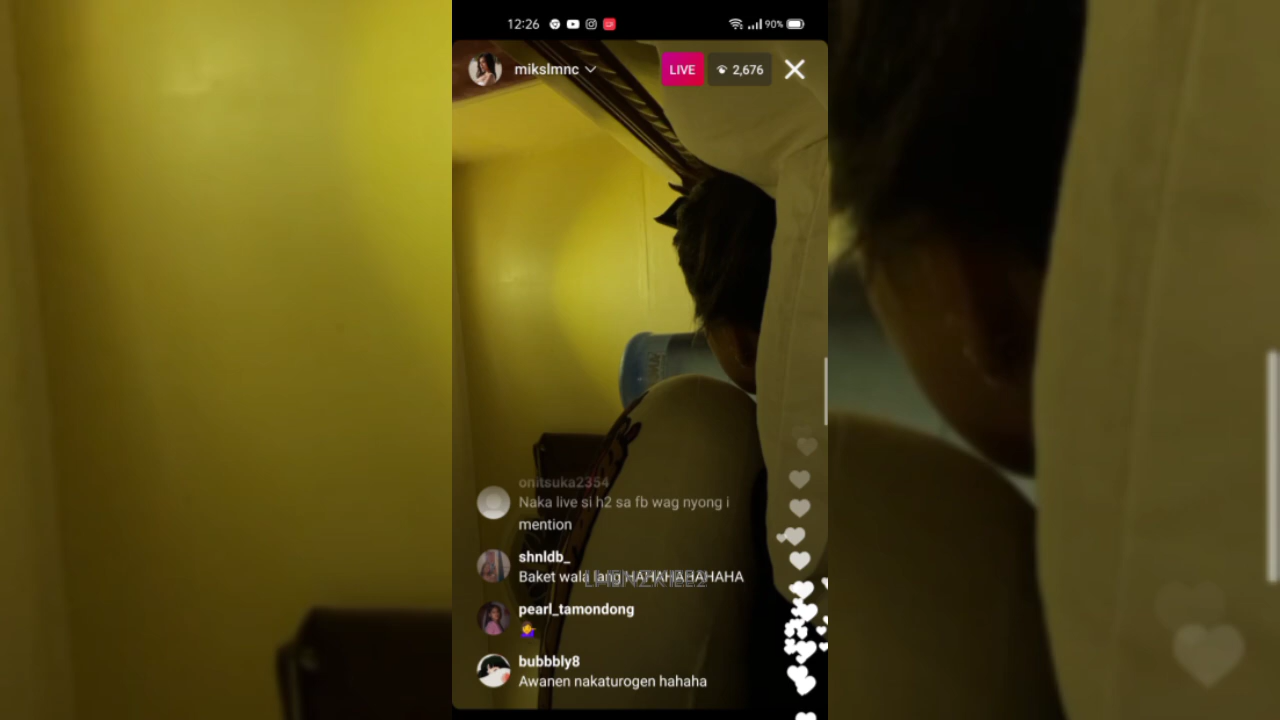 12:26
90%
mikslmnc
LIVE
2,676
onitsuka2354
Naka live si h2 sa fb wag nyong i
mention
shnldb_
Baket wala lang HAHAHAHAHAHA
pearl_tamondong
bubbbly8
Awanen nakaturogen hahaha